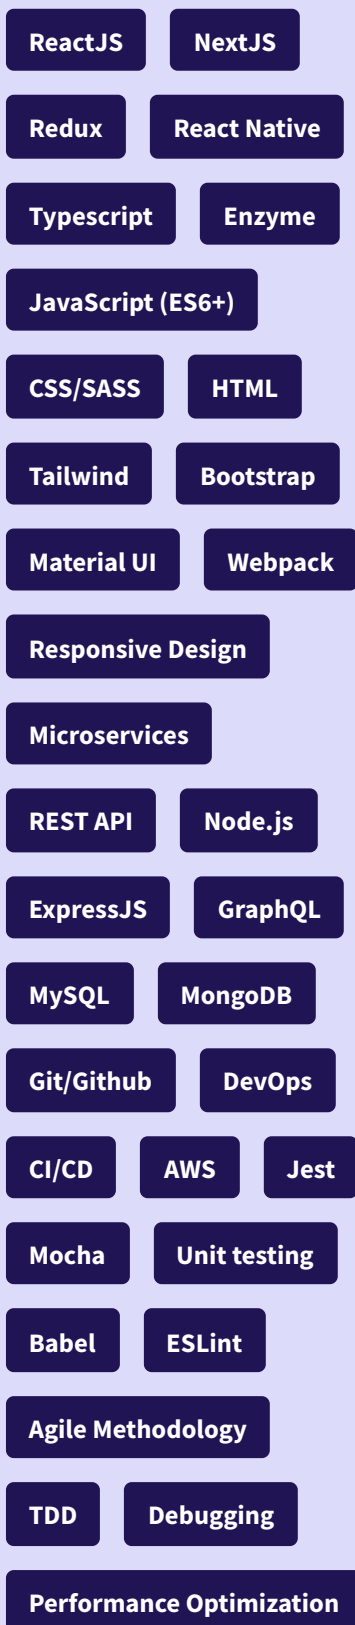 ReactJS NextJS
Redux React Native
Typescript Enzyme
JavaScript (ES6+)
CSS/SASS HTML
Tailwind Bootstrap
Material UI Webpack
Responsive Design
Microservices
REST API Node.js
ExpressJS GraphQL
MySQL MongoDB
Git/Github DevOps
CI/CD AWS Jest
Mocha Unit testing
Babel ESLint
Agile Methodology
TDD Debugging
Performance Optimization